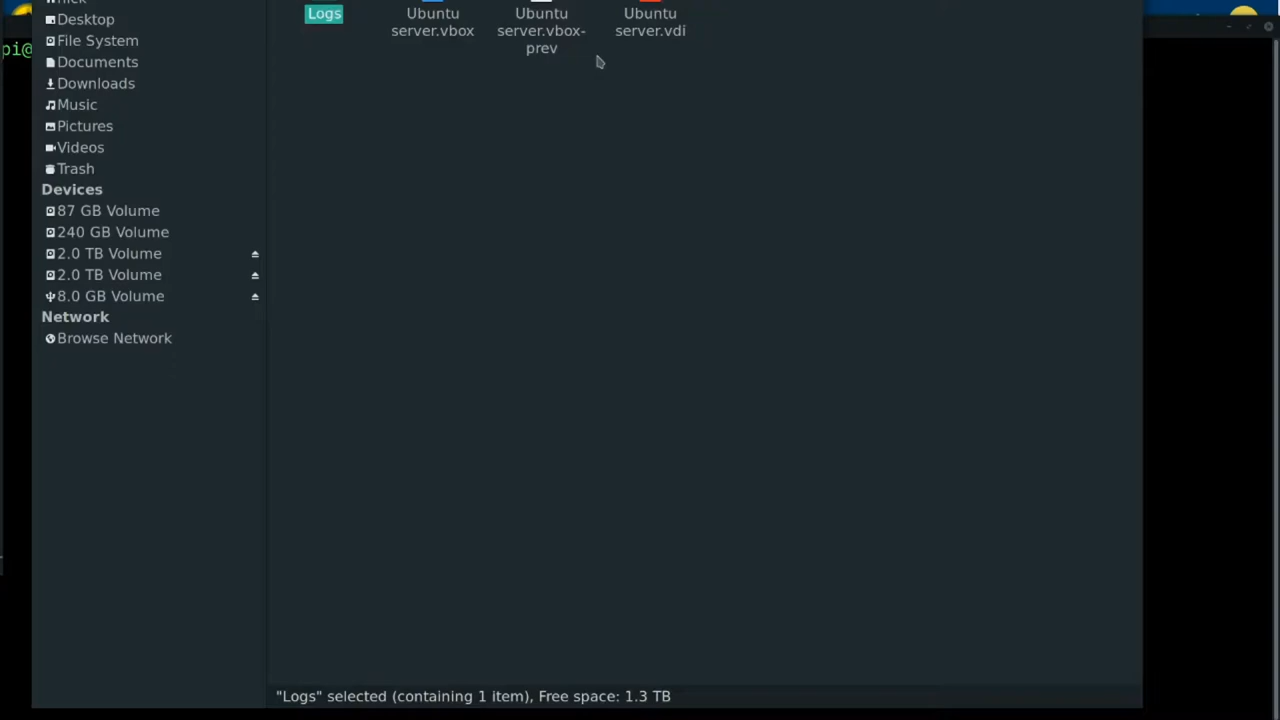 Desktop
File System
Documents
Downloads
Music
Pictures
Videos
Trash
Devices
87 GB Volume
240 GB Volume
2.0 TB Volume
2.0 TB Volume
8.0 GB Volume
Network
Browse Network
Logs
Ubuntu
server.vbox
Ubuntu
server.vbox-
prev
Ubuntu
server.vdi
"Logs" selected (containing 1 item), Free space: 1.3 TB
pi@